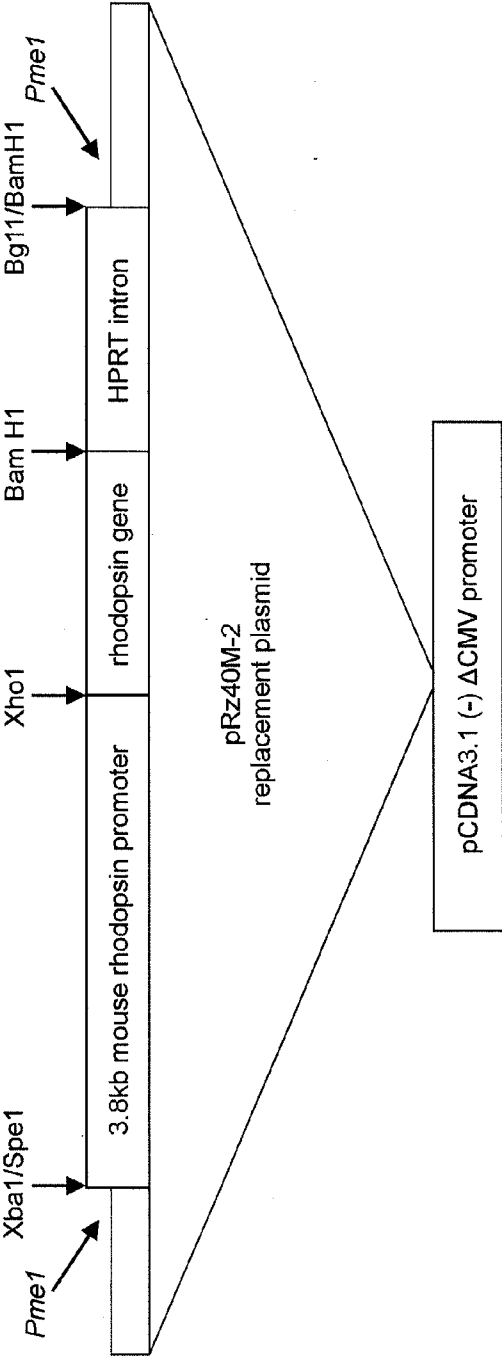 Xba1/Spe1
Xho1
Bam H1
Bg11/BamH1
Pme1
Pme1
3.8kb mouse rhodopsin promoter
rhodopsin gene
HPRT intron
pRz40M-2
replacement plasmid
pCDNA3.1 (-) ΔCMV promoter